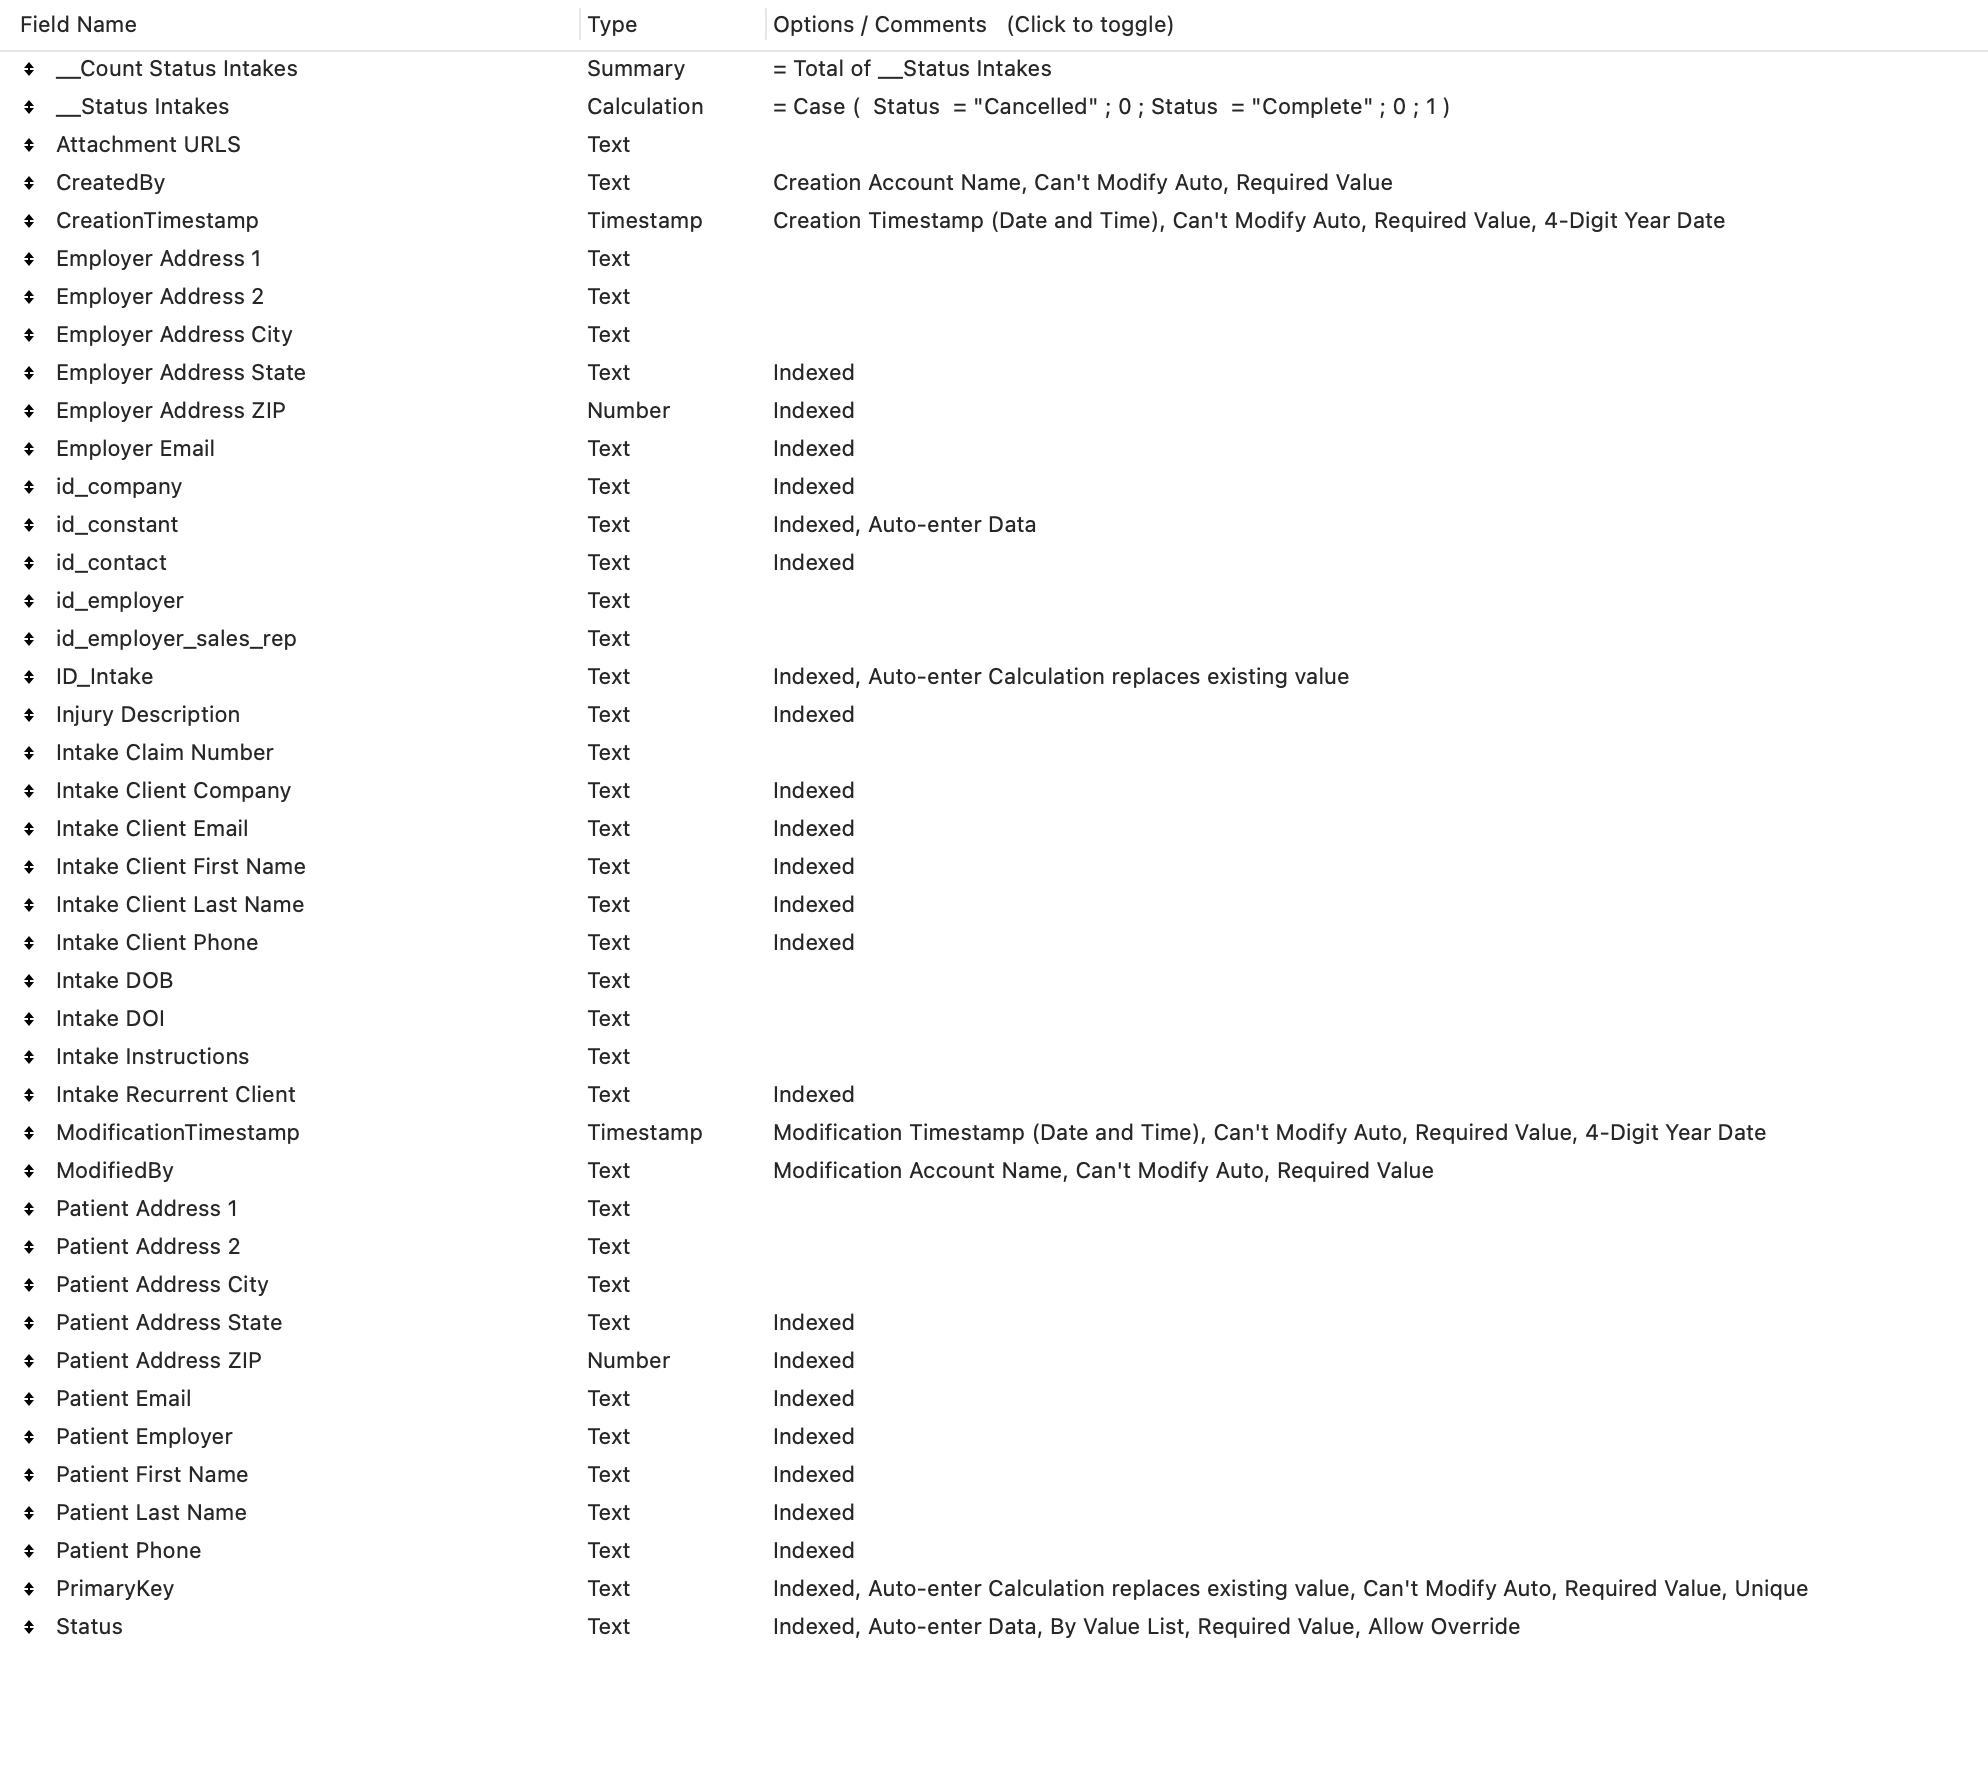 Field Name Type Options / Comments (Click to toggle)
__Count Status Intakes Summary = Total of __Status Intakes
__Status Intakes Calculation = Case ( Status = "Cancelled" ; 0 ; Status = "Complete" ; 0 ; 1 )
Attachment URLS Text
CreatedBy Text Creation Account Name, Can't Modify Auto, Required Value
CreationTimestamp Timestamp Creation Timestamp (Date and Time), Can't Modify Auto, Required Value, 4-Digit Year Date
Employer Address 1 Text
Employer Address 2 Text
Employer Address City Text
Employer Address State Text Indexed
Employer Address ZIP Number Indexed
Employer Email Text Indexed
id_company Text Indexed
id_constant Text Indexed, Auto-enter Data
id_contact Text Indexed
id_employer Text
id_employer_sales_rep Text
ID_Intake Text Indexed, Auto-enter Calculation replaces existing value
Injury Description Text Indexed
Intake Claim Number Text
Intake Client Company Text Indexed
Intake Client Email Text Indexed
Intake Client First Name Text Indexed
Intake Client Last Name Text Indexed
Intake Client Phone Text Indexed
Intake DOB Text
Intake DOI Text
Intake Instructions Text
Intake Recurrent Client Text Indexed
ModificationTimestamp Timestamp Modification Timestamp (Date and Time), Can't Modify Auto, Required Value, 4-Digit Year Date
ModifiedBy Text Modification Account Name, Can't Modify Auto, Required Value
Patient Address 1 Text
Patient Address 2 Text
Patient Address City Text
Patient Address State Text Indexed
Patient Address ZIP Number Indexed
Patient Email Text Indexed
Patient Employer Text Indexed
Patient First Name Text Indexed
Patient Last Name Text Indexed
Patient Phone Text Indexed
PrimaryKey Text Indexed, Auto-enter Calculation replaces existing value, Can't Modify Auto, Required Value, Unique
Status Text Indexed, Auto-enter Data, By Value List, Required Value, Allow Override